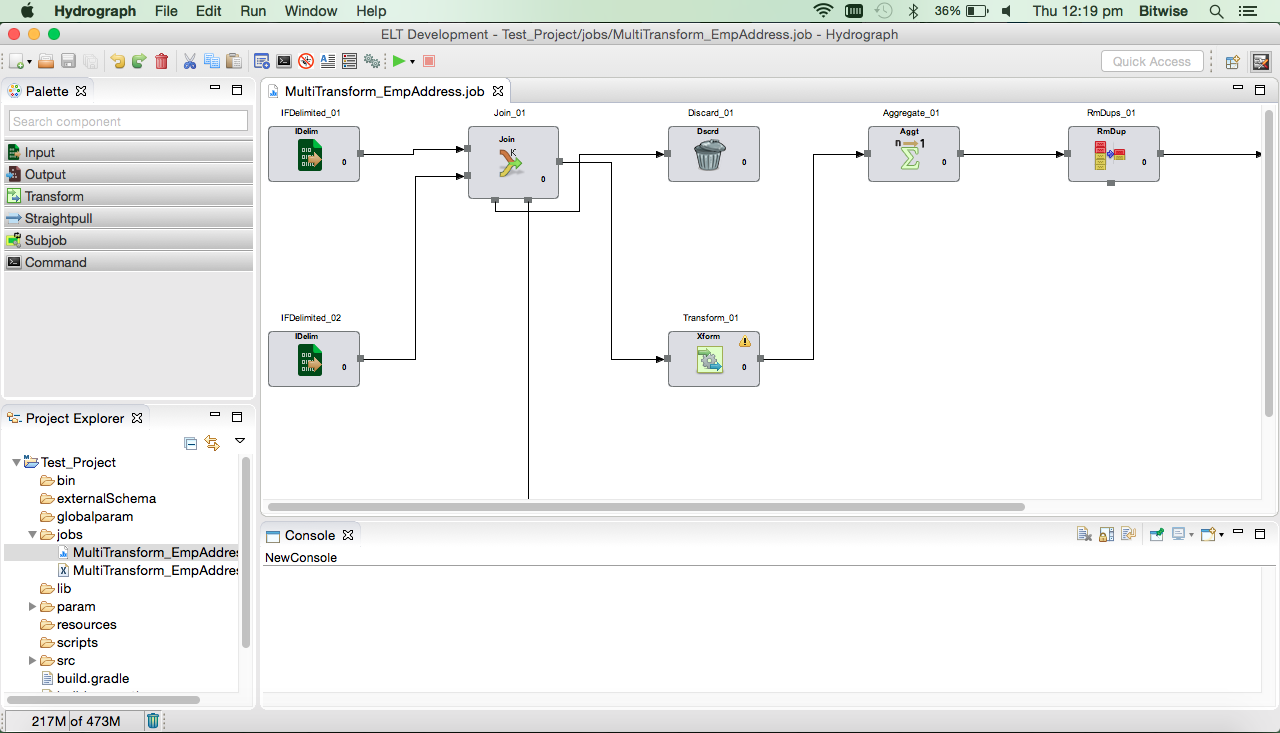 Hydrograph File Edit Run Window Help 36% Thu 12:19 pm Bitwise
ELT Development - Test_Project/jobs/MultiTransform_EmpAddress.job - Hydrograph
Quick Access
Palette
Search component
Input
Output
Transform
Straightpull
Subjob
Command
MultiTransform_EmpAddress.job
IFDelimited_01 Join_01 Discard_01 Aggregate_01 RmDups_01
IDelim
0
Join
K
0
Dscrd
0
Aggt
n 1
0
RmDup
0
IFDelimited_02 Transform_01
IDelim
0
Xform
0
Project Explorer
Test_Project
bin
externalSchema
globalparam
jobs
MultiTransform_EmpAddre
MultiTransform_EmpAddre
lib
param
resources
scripts
src
build.gradle
Console
NewConsole
217M of 473M